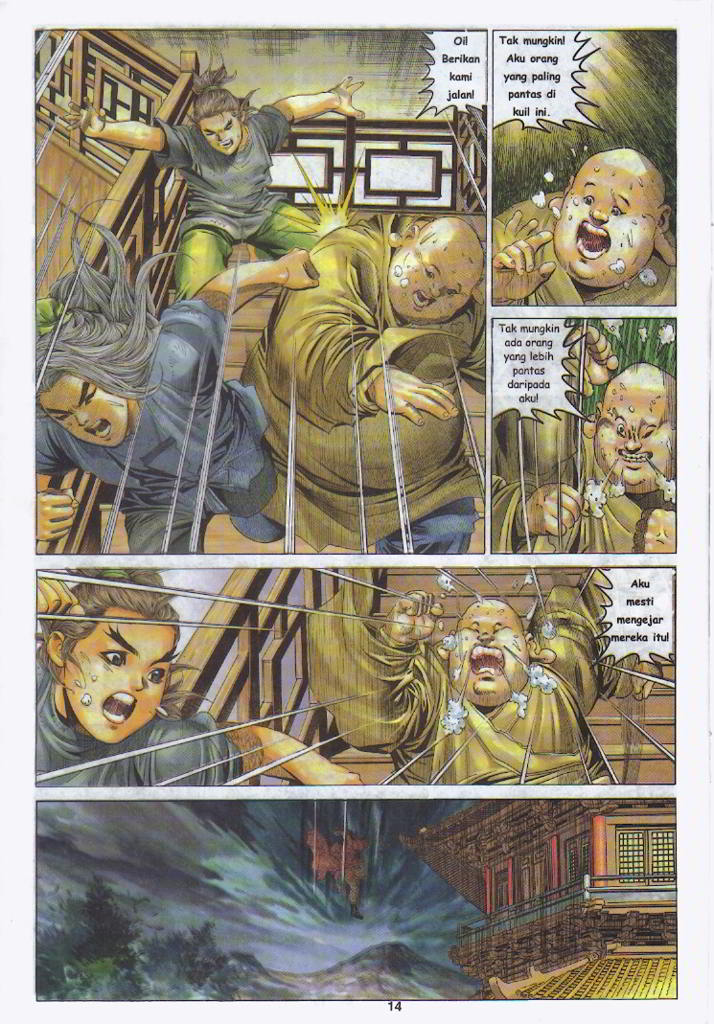 Oi!
Berikan
kami
jalan!
Tak mungkin!
Aku orang
yang paling
pantas di
kuil ini.
Tak mungkin
ada orang
yang lebih
pantas
daripada
aku!
Aku
mesti
mengejar
mereka itu!
14